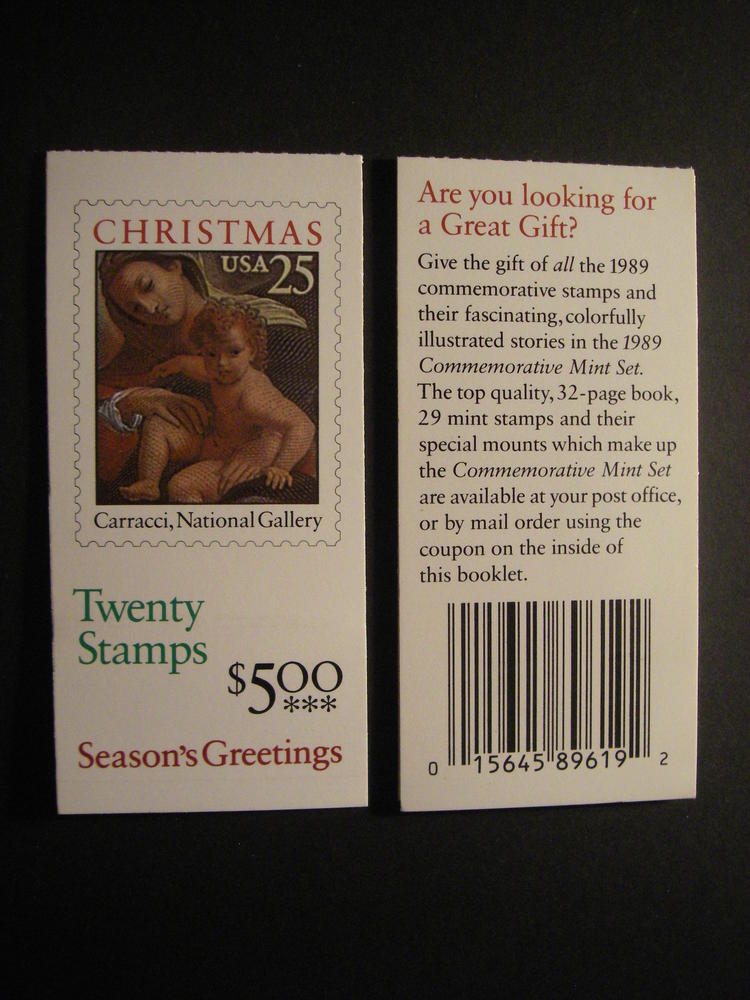 CHRISTMAS
USA 25
Carracci, National Gallery
Twenty
Stamps
$5.00
***
Season's Greetings
Are you looking for
a Great Gift?
Give the gift of all the 1989
commemorative stamps and
their fascinating, colorfully
illustrated stories in the 1989
Commemorative Mint Set.
The top quality, 32-page book,
29 mint stamps and their
special mounts which make up
the Commemorative Mint Set
are available at your post office,
or by mail order using the
coupon on the inside of
this booklet.
0 15645 89619 2